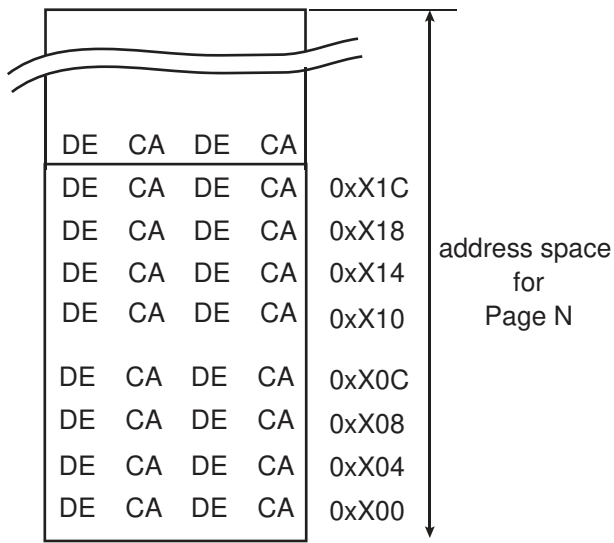 DE CA DE CA
DE CA DE CA 0xX1C
DE CA DE CA 0xX18
DE CA DE CA 0xX14
DE CA DE CA 0xX10
DE CA DE CA 0xX0C
DE CA DE CA 0xX08
DE CA DE CA 0xX04
DE CA DE CA 0xX00
address space
for
Page N